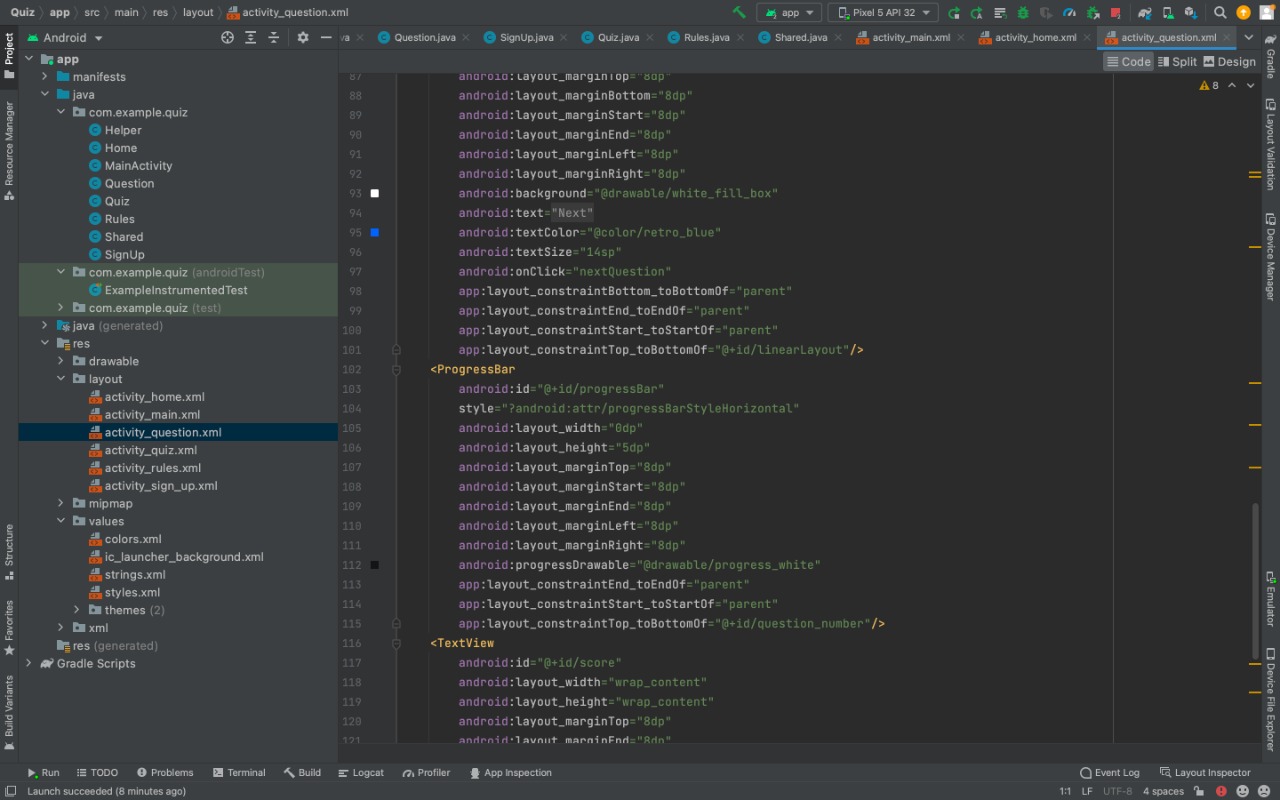 Quiz
app
src
main
res
layout
activity_question.xml
app
Pixel 5 API 32
Android
va
Question.java
SignUp.java
Quiz.java
Rules.java
Shared.java
activity_main.xml
activity_home.xml
activity_question.xml
Code
Split
Design
8
Project
Resource Manager
Structure
Favorites
Build Variants
app
manifests
java
com.example.quiz
Helper
Home
MainActivity
Question
Quiz
Rules
Shared
SignUp
com.example.quiz (androidTest)
ExampleInstrumentedTest
com.example.quiz (test)
java (generated)
res
drawable
layout
activity_home.xml
activity_main.xml
activity_question.xml
activity_quiz.xml
activity_rules.xml
activity_sign_up.xml
mipmap
values
colors.xml
ic_launcher_background.xml
strings.xml
styles.xml
themes (2)
xml
res (generated)
Gradle Scripts
87 android:layout_marginTop="8dp"
88 android:layout_marginBottom="8dp"
89 android:layout_marginStart="8dp"
90 android:layout_marginEnd="8dp"
91 android:layout_marginLeft="8dp"
92 android:layout_marginRight="8dp"
93 android:background="@drawable/white_fill_box"
94 android:text="Next"
95 android:textColor="@color/retro_blue"
96 android:textSize="14sp"
97 android:onClick="nextQuestion"
98 app:layout_constraintBottom_toBottomOf="parent"
99 app:layout_constraintEnd_toEndOf="parent"
100 app:layout_constraintStart_toStartOf="parent"
101 app:layout_constraintTop_toBottomOf="@+id/linearLayout"/>
102 <ProgressBar
103 android:id="@+id/progressBar"
104 style="?android:attr/progressBarStyleHorizontal"
105 android:layout_width="0dp"
106 android:layout_height="5dp"
107 android:layout_marginTop="8dp"
108 android:layout_marginStart="8dp"
109 android:layout_marginEnd="8dp"
110 android:layout_marginLeft="8dp"
111 android:layout_marginRight="8dp"
112 android:progressDrawable="@drawable/progress_white"
113 app:layout_constraintEnd_toEndOf="parent"
114 app:layout_constraintStart_toStartOf="parent"
115 app:layout_constraintTop_toBottomOf="@+id/question_number"/>
116 <TextView
117 android:id="@+id/score"
118 android:layout_width="wrap_content"
119 android:layout_height="wrap_content"
120 android:layout_marginTop="8dp"
121 android:layout_marginEnd="8dp"
Gradle
Layout Validation
Device Manager
Emulator
Device File Explorer
Run
TODO
Problems
Terminal
Build
Logcat
Profiler
App Inspection
Event Log
Layout Inspector
Launch succeeded (8 minutes ago)
1:1
LF
UTF-8
4 spaces